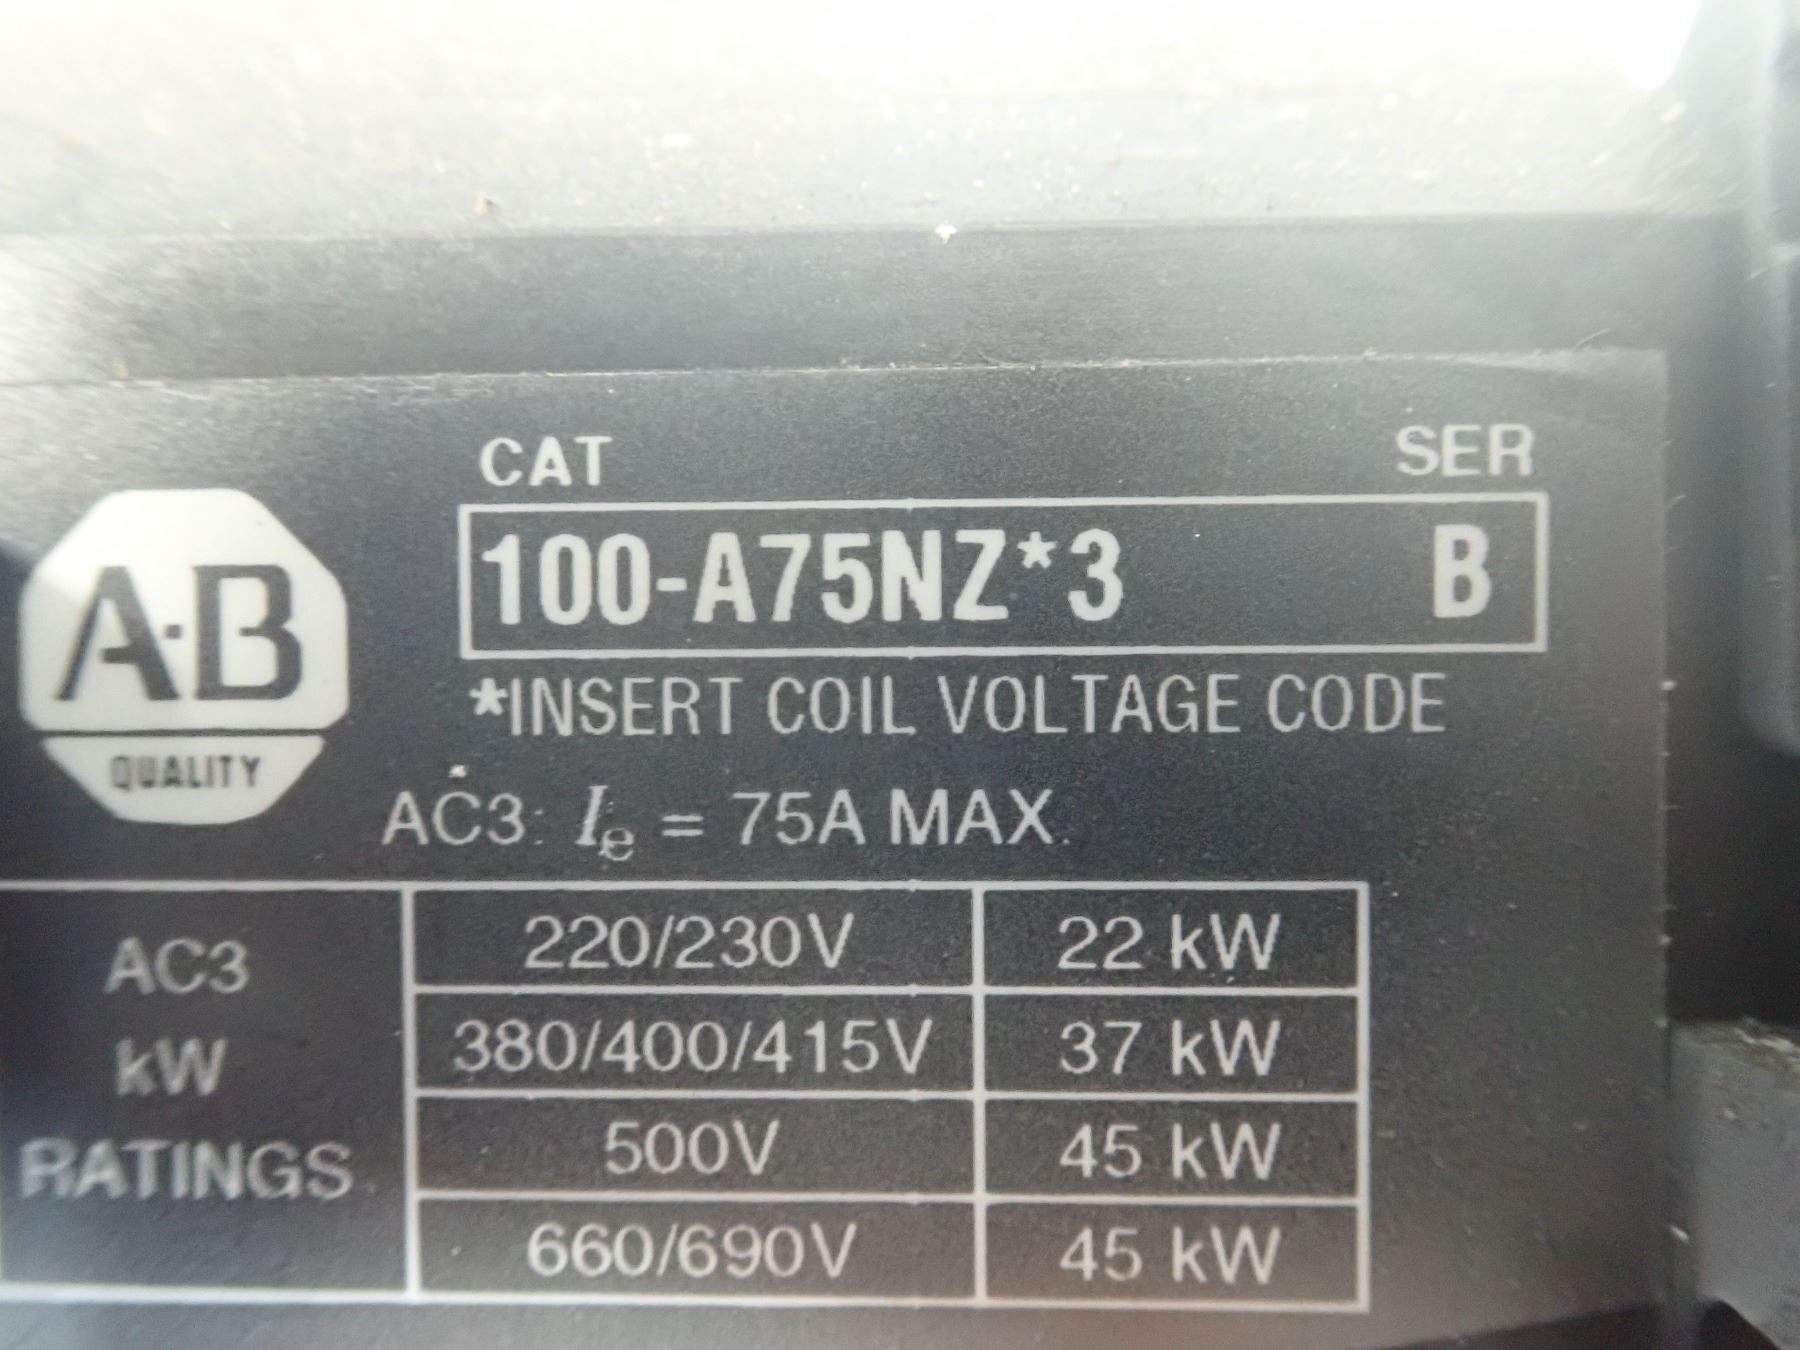 CAT SER
100-A75NZ*3 B
*INSERT COIL VOLTAGE CODE
A·B
QUALITY
AC3: Ie = 75A MAX.
AC3
kW
RATINGS
220/230V 22 kW
380/400/415V 37 kW
500V 45 kW
660/690V 45 kW